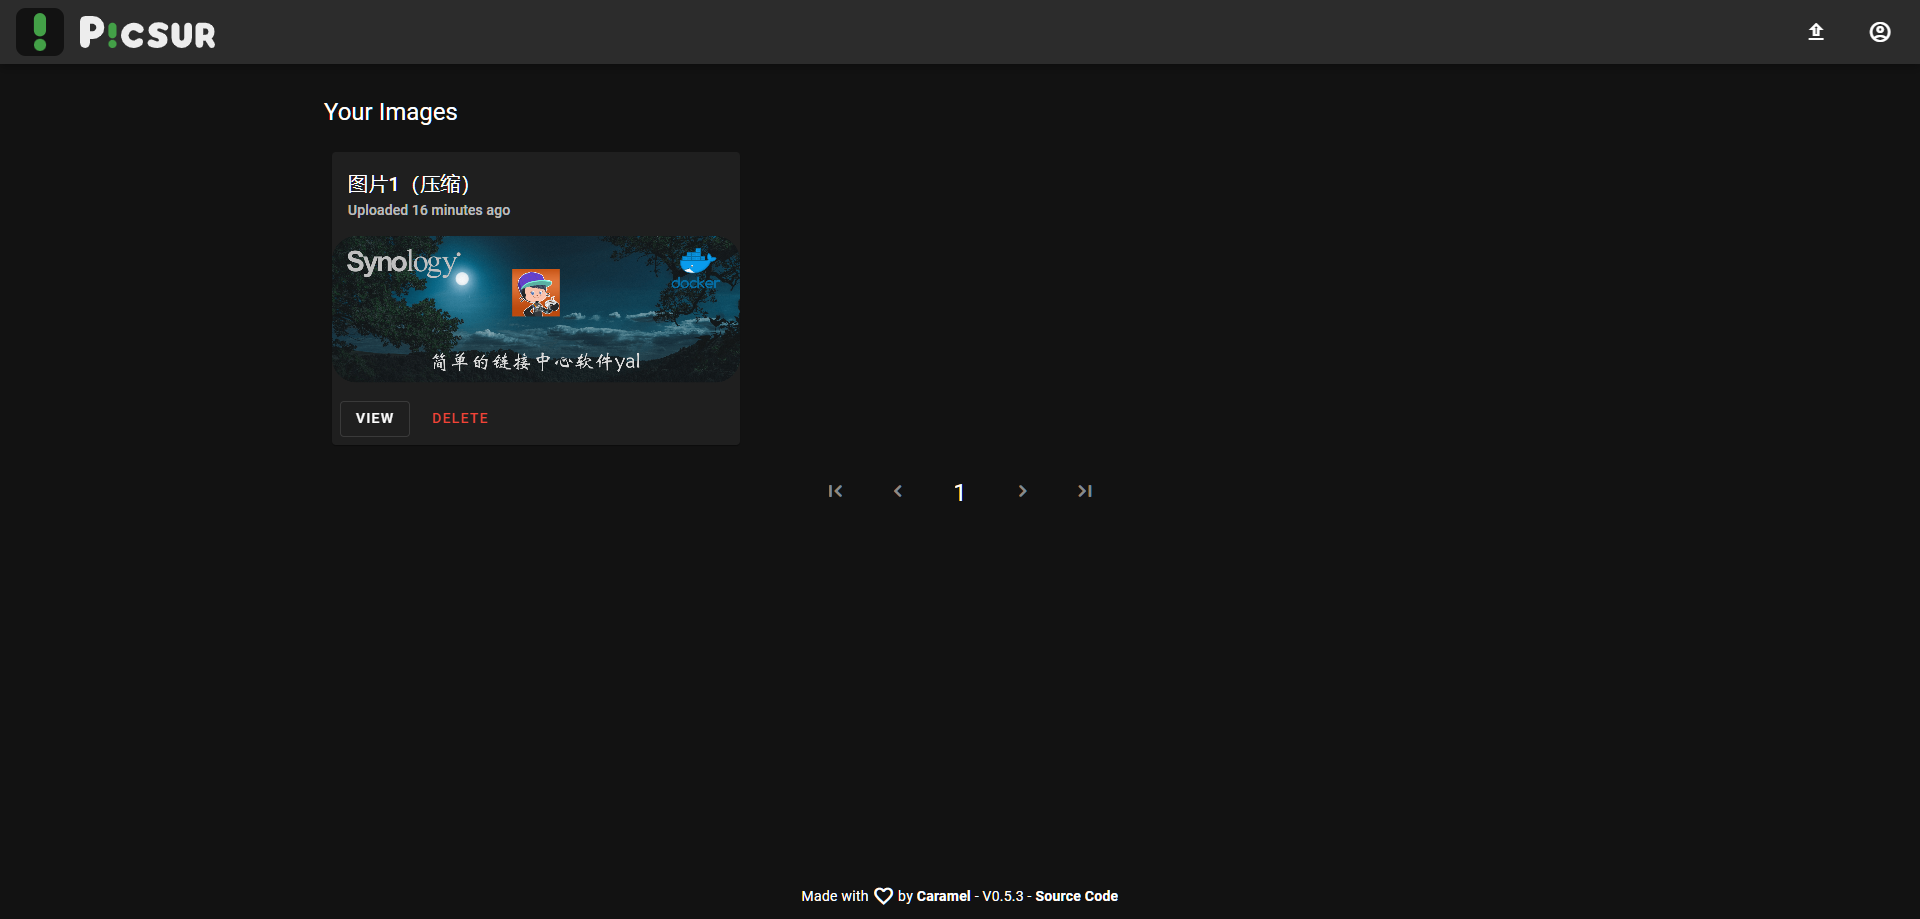 P!CSUR
Your Images
图片1（压缩）
Uploaded 16 minutes ago
Synology®
docker
简单的链接中心软件yal
VIEW
DELETE
1
Made with by Caramel - V0.5.3 - Source Code